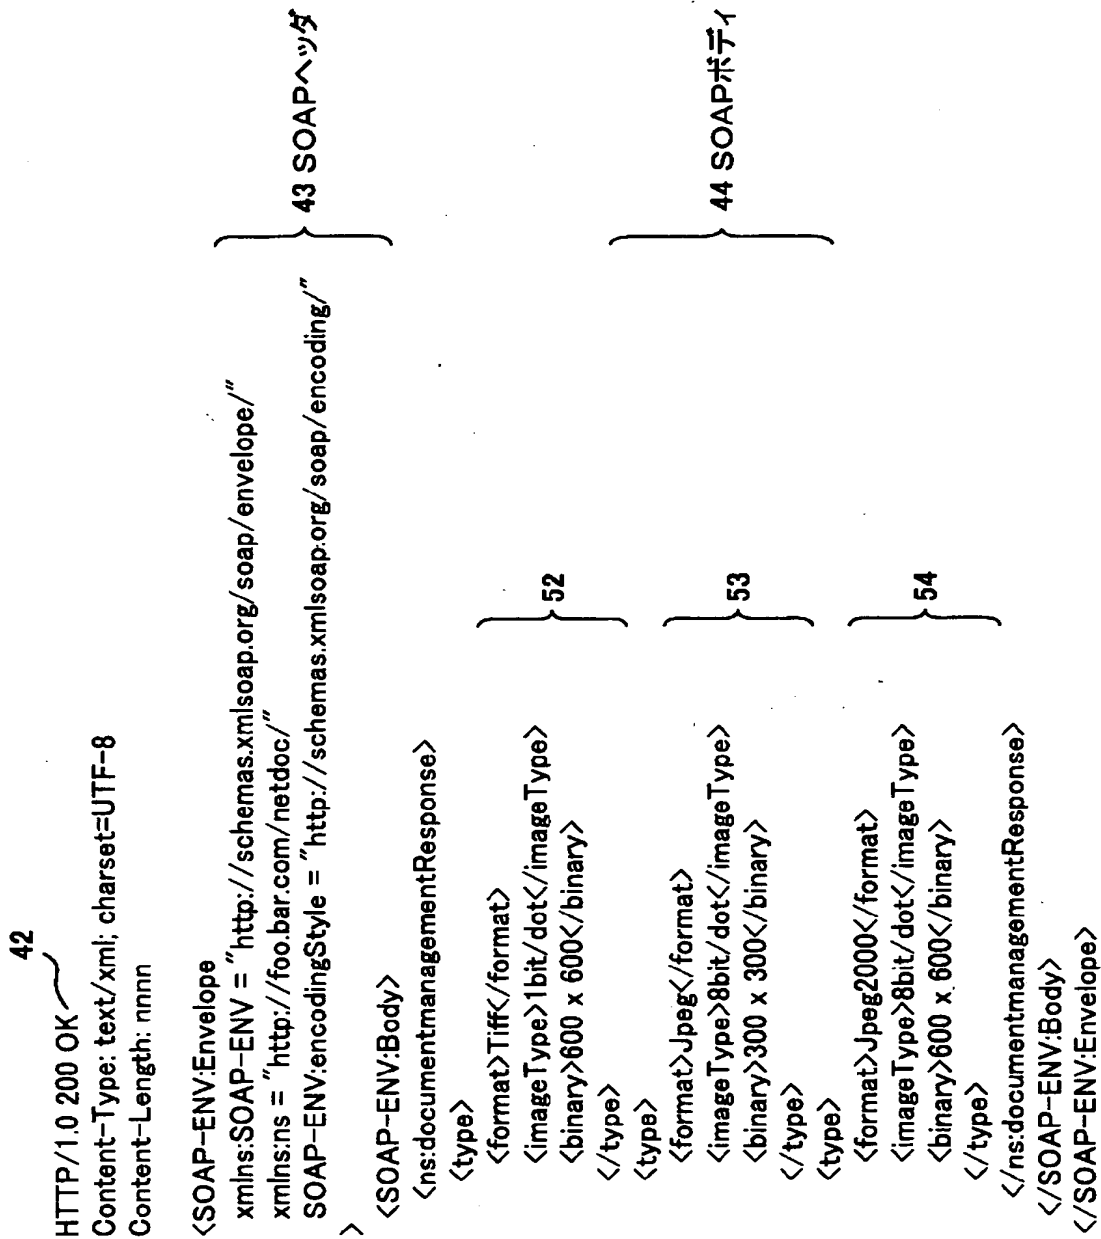 42
HTTP/1.0 200 OK
Content-Type: text/xml; charset=UTF-8
Content-Length: nnnn
<SOAP-ENV:Envelope
xmlns:SOAP-ENV = "http://schemas.xmlsoap.org/soap/envelope/"
xmlns:ns = "http://foo.bar.com/netdoc/"
SOAP-ENV:encodingStyle = "http://schemas.xmlsoap.org/soap/encoding/"
>
43 SOAPヘッダ
<SOAP-ENV:Body>
<ns:documentmanagementResponse>
<type>
<format>Tiff</format>
<imageType>1bit/dot</imageType>
<binary>600 x 600</binary>
</type>
52
<type>
<format>Jpeg</format>
<imageType>8bit/dot</imageType>
<binary>300 x 300</binary>
</type>
53
44 SOAPボディ
<type>
<format>Jpeg2000</format>
<imageType>8bit/dot</imageType>
<binary>600 x 600</binary>
</type>
54
</ns:documentmanagementResponse>
</SOAP-ENV:Body>
</SOAP-ENV:Envelope>